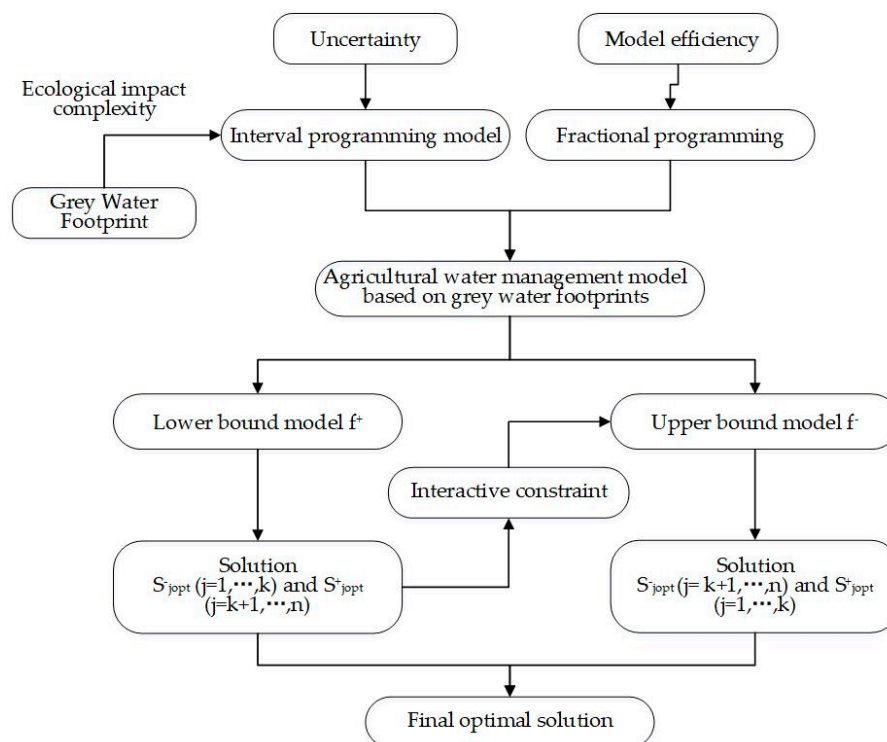 Uncertainty
Model efficiency
Ecological impact
complexity
Interval programming model
Fractional programming
Grey Water
Footprint
Agricultural water management model
based on grey water footprints
Lower bound model f⁺
Upper bound model f⁻
Interactive constraint
Solution
S⁻jopt (j=1,⋯,k) and S⁺jopt
(j=k+1,⋯,n)
Solution
S⁻jopt (j= k+1,⋯,n) and S⁺jopt
(j=1,⋯,k)
Final optimal solution